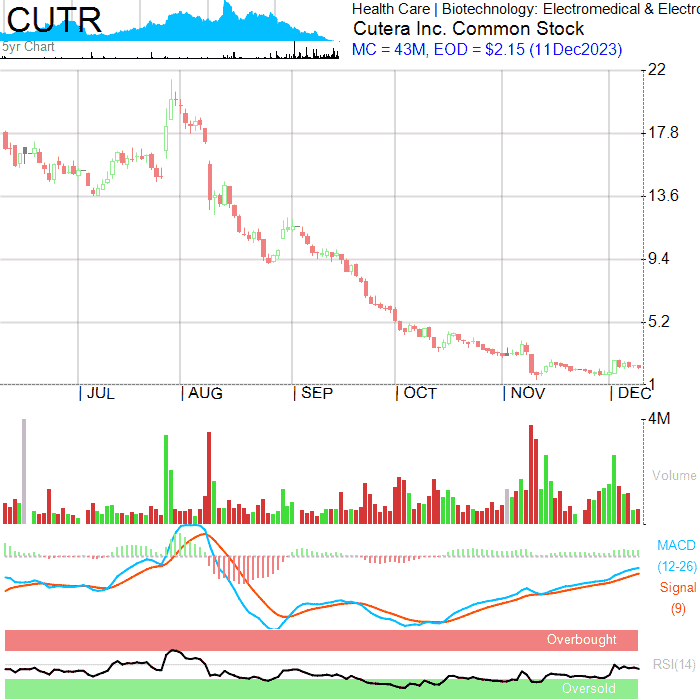 CUTR
5yr Chart
Health Care | Biotechnology: Electromedical & Electro
Cutera Inc. Common Stock
MC = 43M, EOD = $2.15 (11Dec2023)
22
17.8
13.6
9.4
5.2
1
| JUL | AUG | SEP | OCT | NOV | DEC
4M
Volume
MACD
(12-26)
Signal
(9)
Overbought
RSI(14)
Oversold